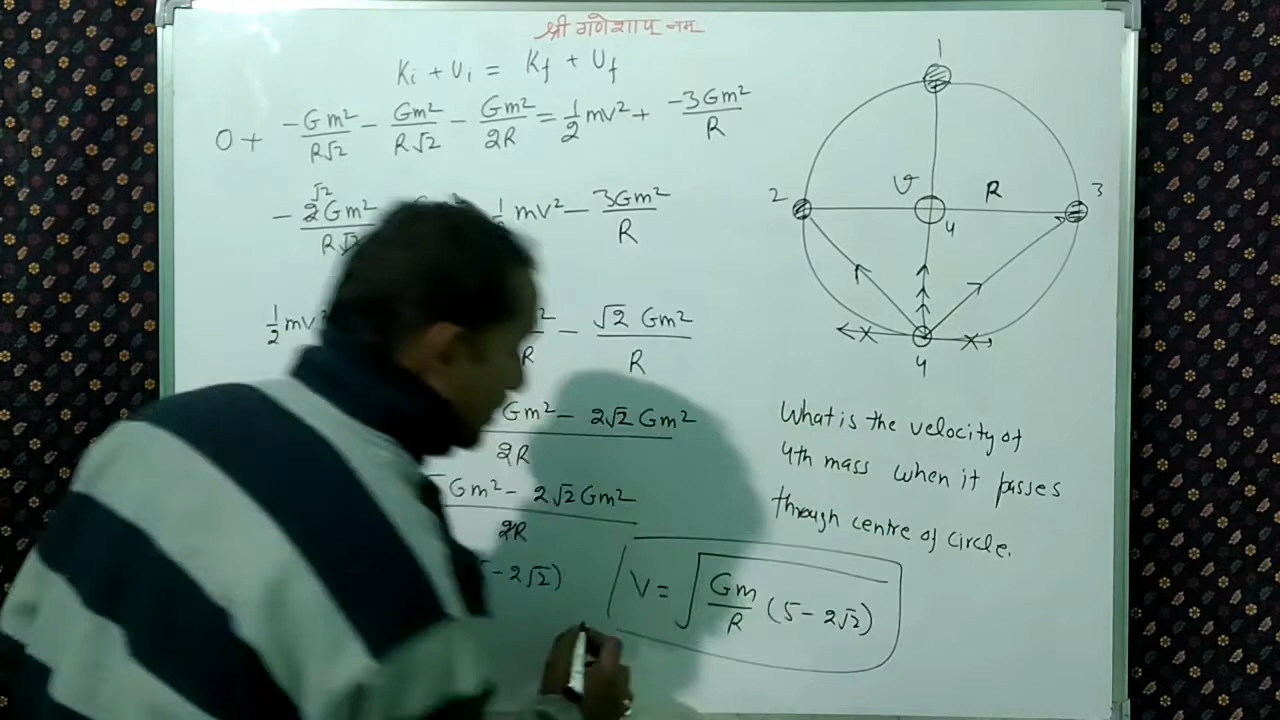 श्री गणेशाय नम
Ki + Ui = Kf + Uf
0 + -Gm²/R√2 - Gm²/R√2 - Gm²/2R = 1/2 mv² + -3Gm²/R
- 2Gm²/R√2 1/2 mv² - 3Gm²/R
√2
1/2 mv - √2 Gm²/R
Gm² - 2√2 Gm²/2R
Gm² - 2√2 Gm²/2R
- 2√2)
V = √Gm/R (5 - 2√2)
1
2
v
R
3
4
4
What is the velocity of
4th mass when it passes
through centre of circle.